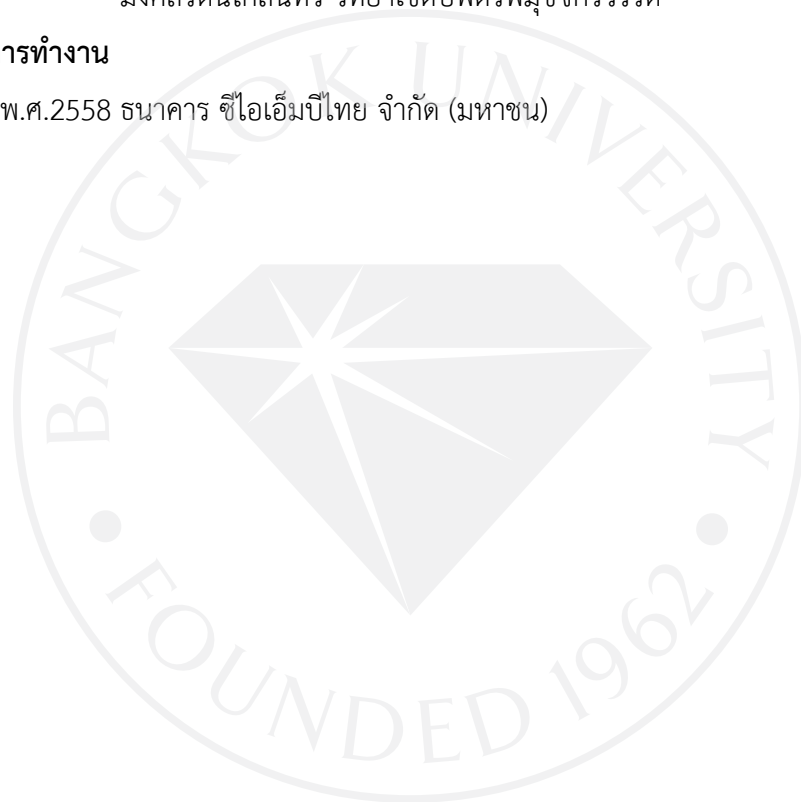 ารทำงาน
พ.ศ.2558 ธนาคาร ซีไอเอ็มบีไทย จำกัด (มหาชน)
BANGKOK UNIVERSITY
FOUNDED 1962